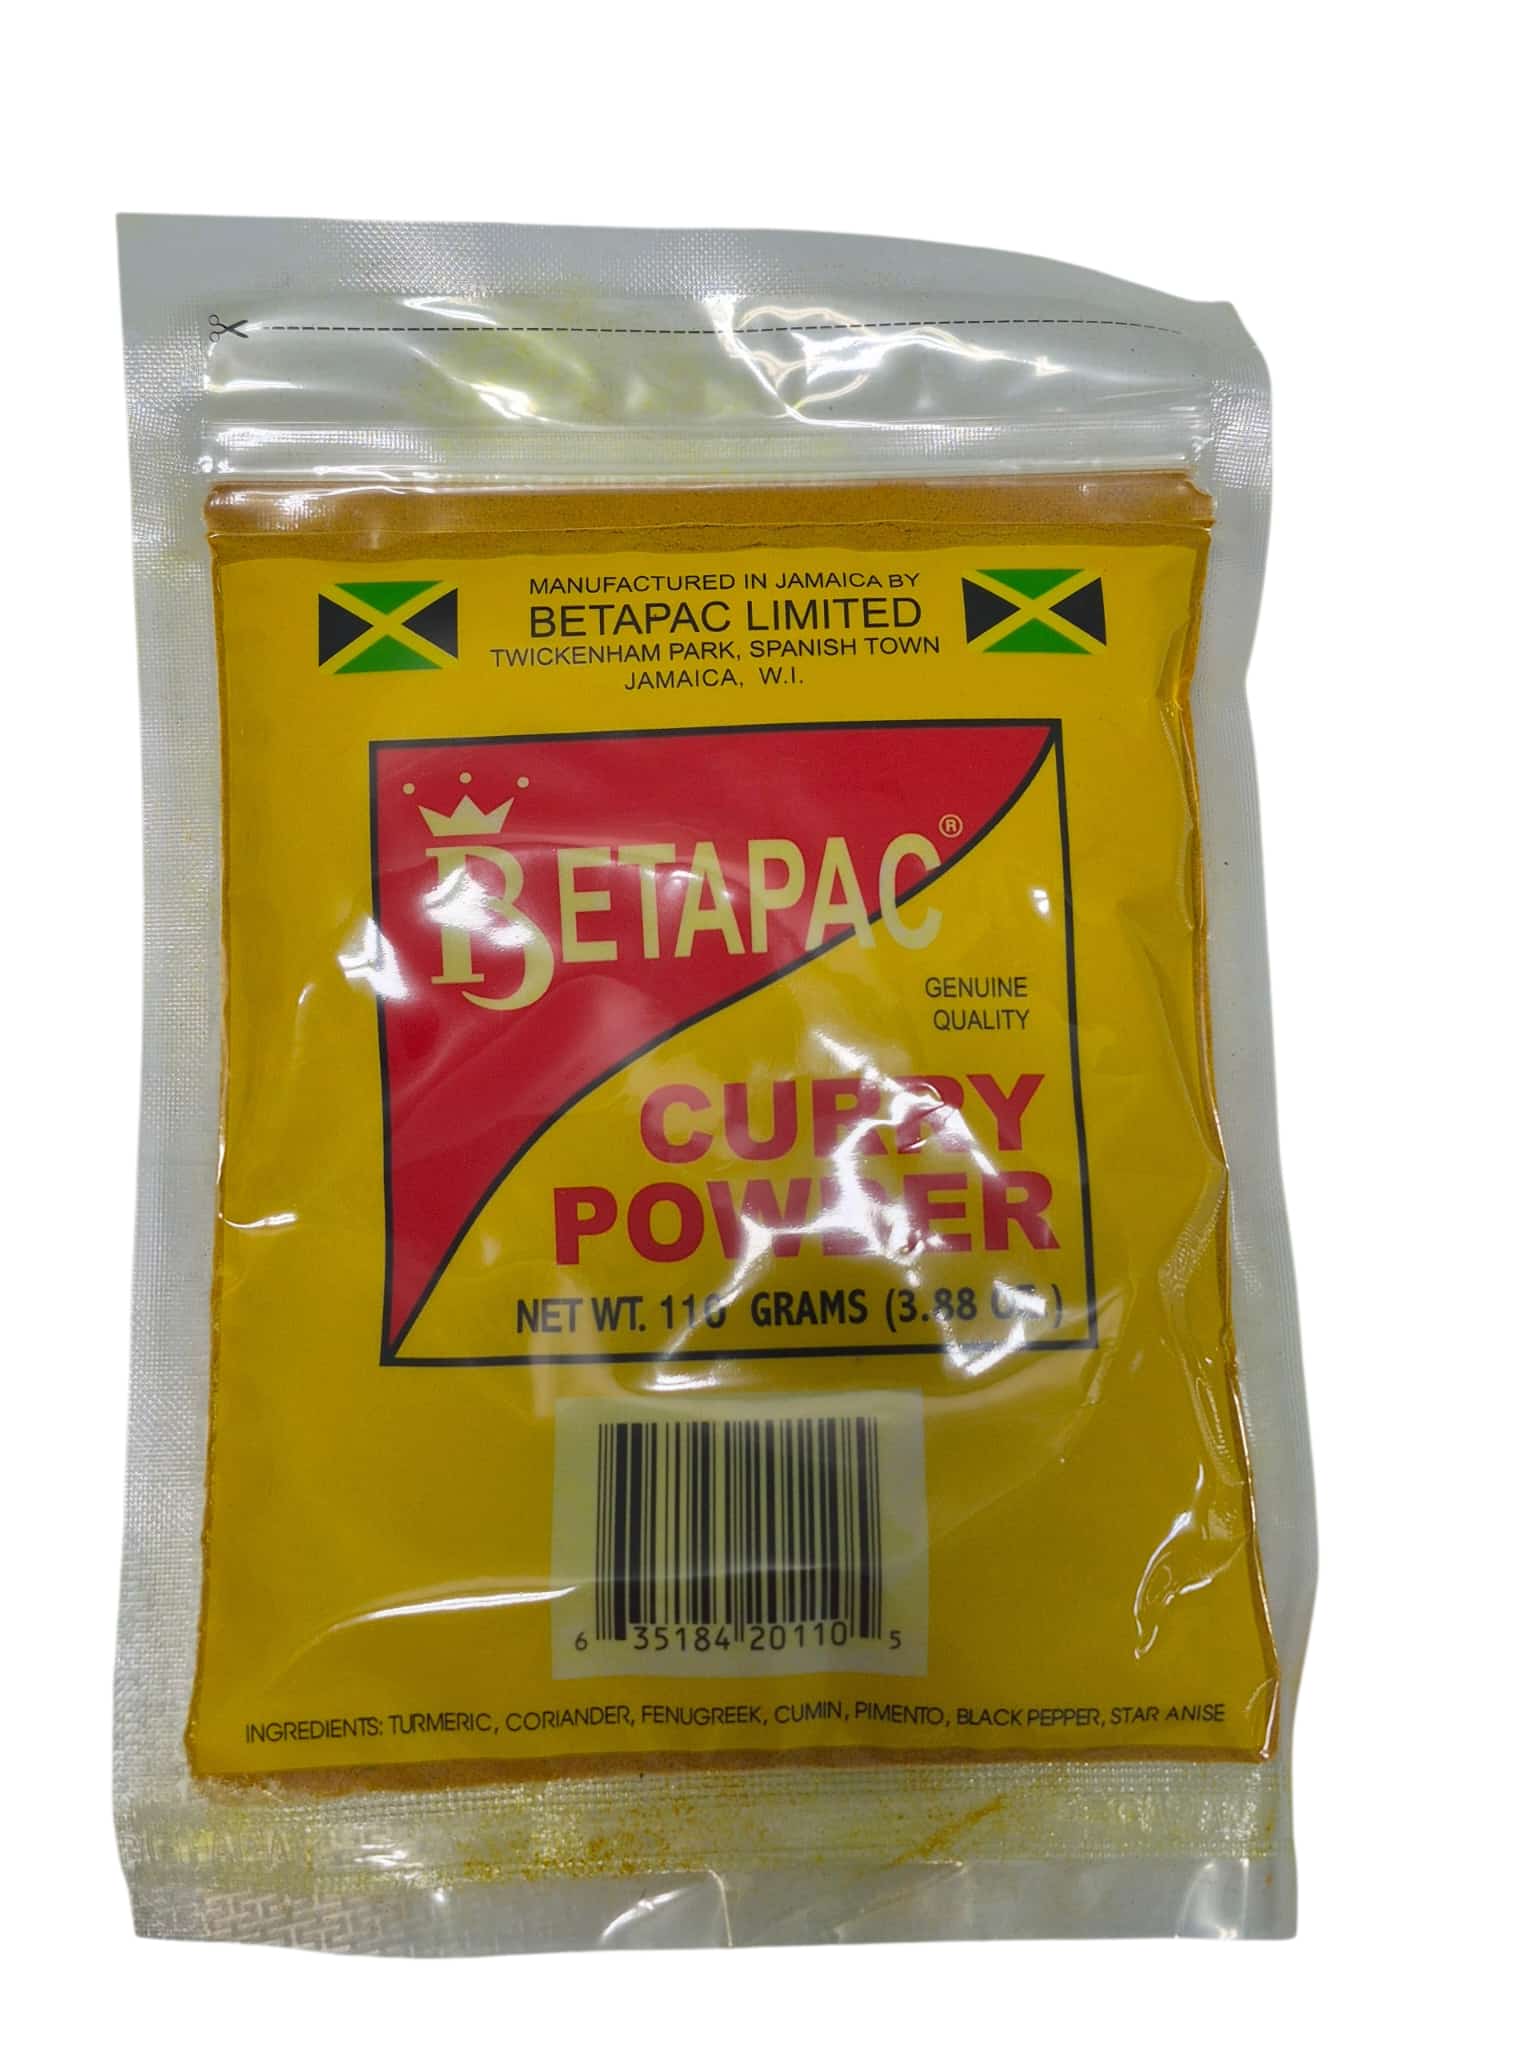 MANUFACTURED IN JAMAICA BY
BETAPAC LIMITED
TWICKENHAM PARK, SPANISH TOWN
JAMAICA, W.I.
BETAPAC®
GENUINE
QUALITY
CURRY
POWDER
NET WT. 110 GRAMS (3.88 OZ.)
6 35184 20110 5
INGREDIENTS: TURMERIC, CORIANDER, FENUGREEK, CUMIN, PIMENTO, BLACK PEPPER, STAR ANISE